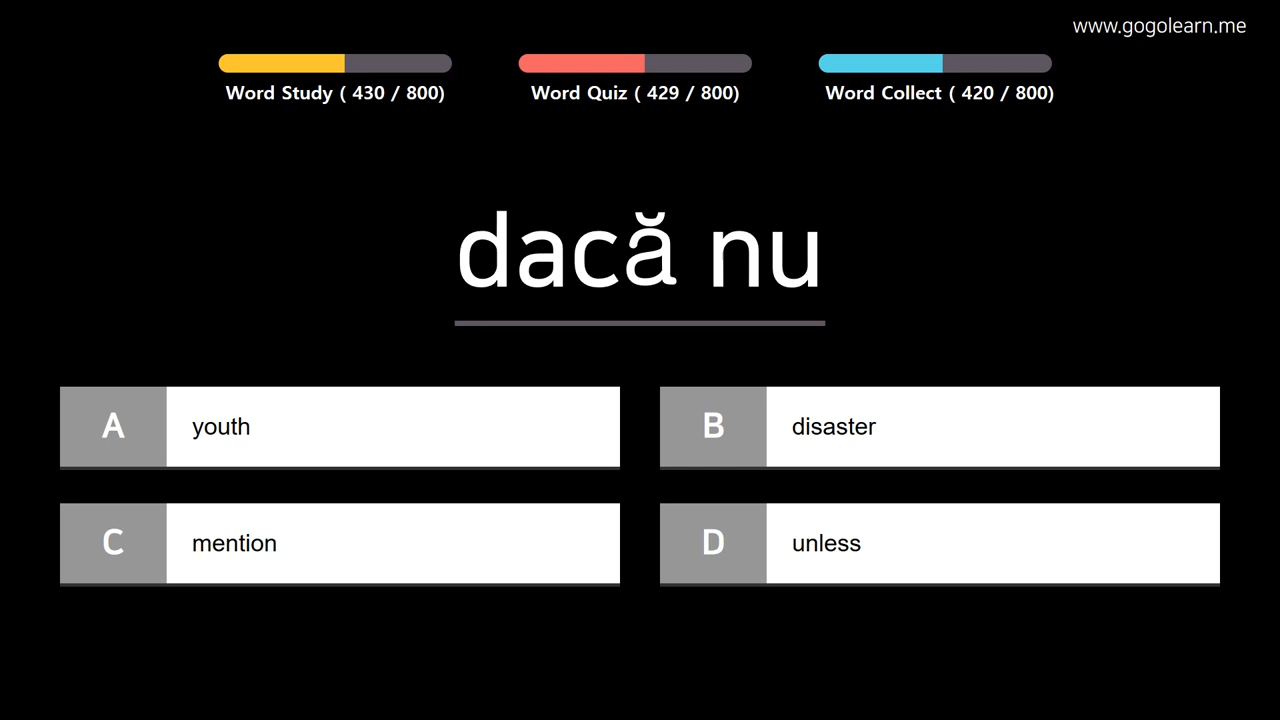 www.gogolearn.me
Word Study ( 430 / 800)
Word Quiz ( 429 / 800)
Word Collect ( 420 / 800)
dacă nu
A youth
B disaster
C mention
D unless